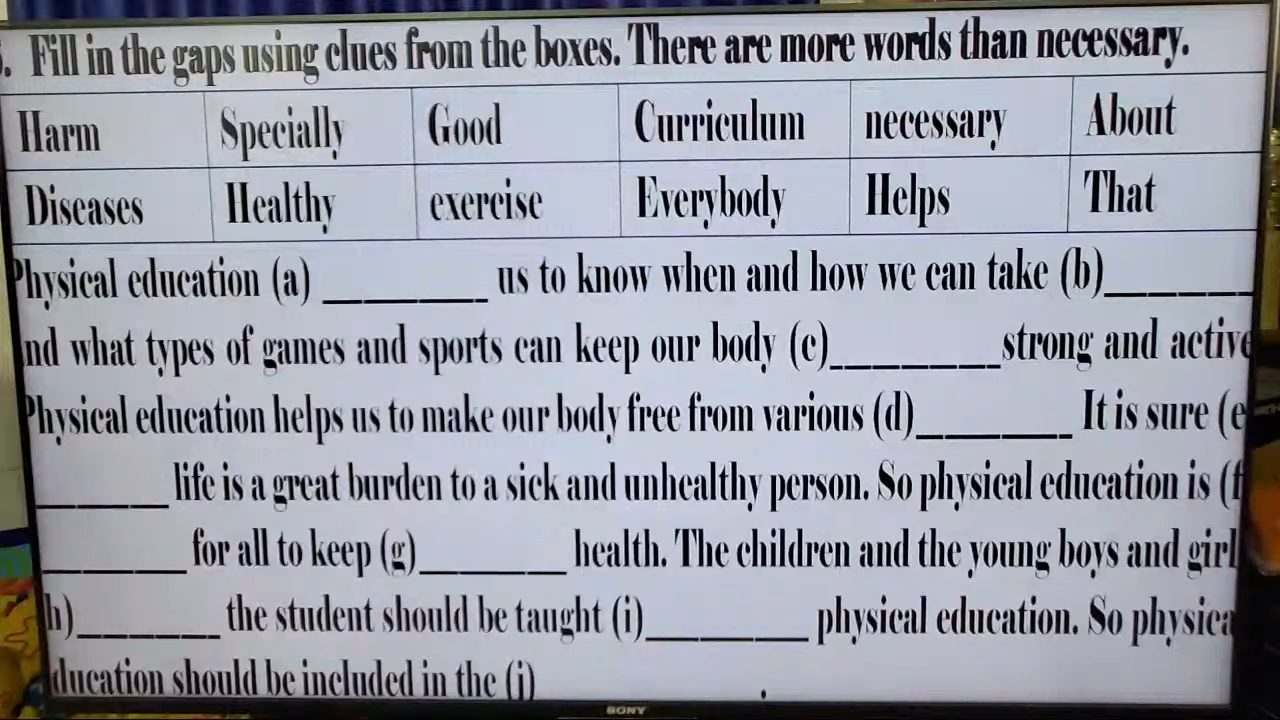 . Fill in the gaps using clues from the boxes. There are more words than necessary.
Harm Specially Good Curriculum necessary About
Diseases Healthy exercise Everybody Helps That
Physical education (a) ________ us to know when and how we can take (b)________
nd what types of games and sports can keep our body (c)________ strong and active
Physical education helps us to make our body free from various (d)________ It is sure (e
________ life is a great burden to a sick and unhealthy person. So physical education is (f
________ for all to keep (g)________ health. The children and the young boys and girl
h)________ the student should be taught (i)________ physical education. So physica
ducation should be included in the (j) ________.
SONY